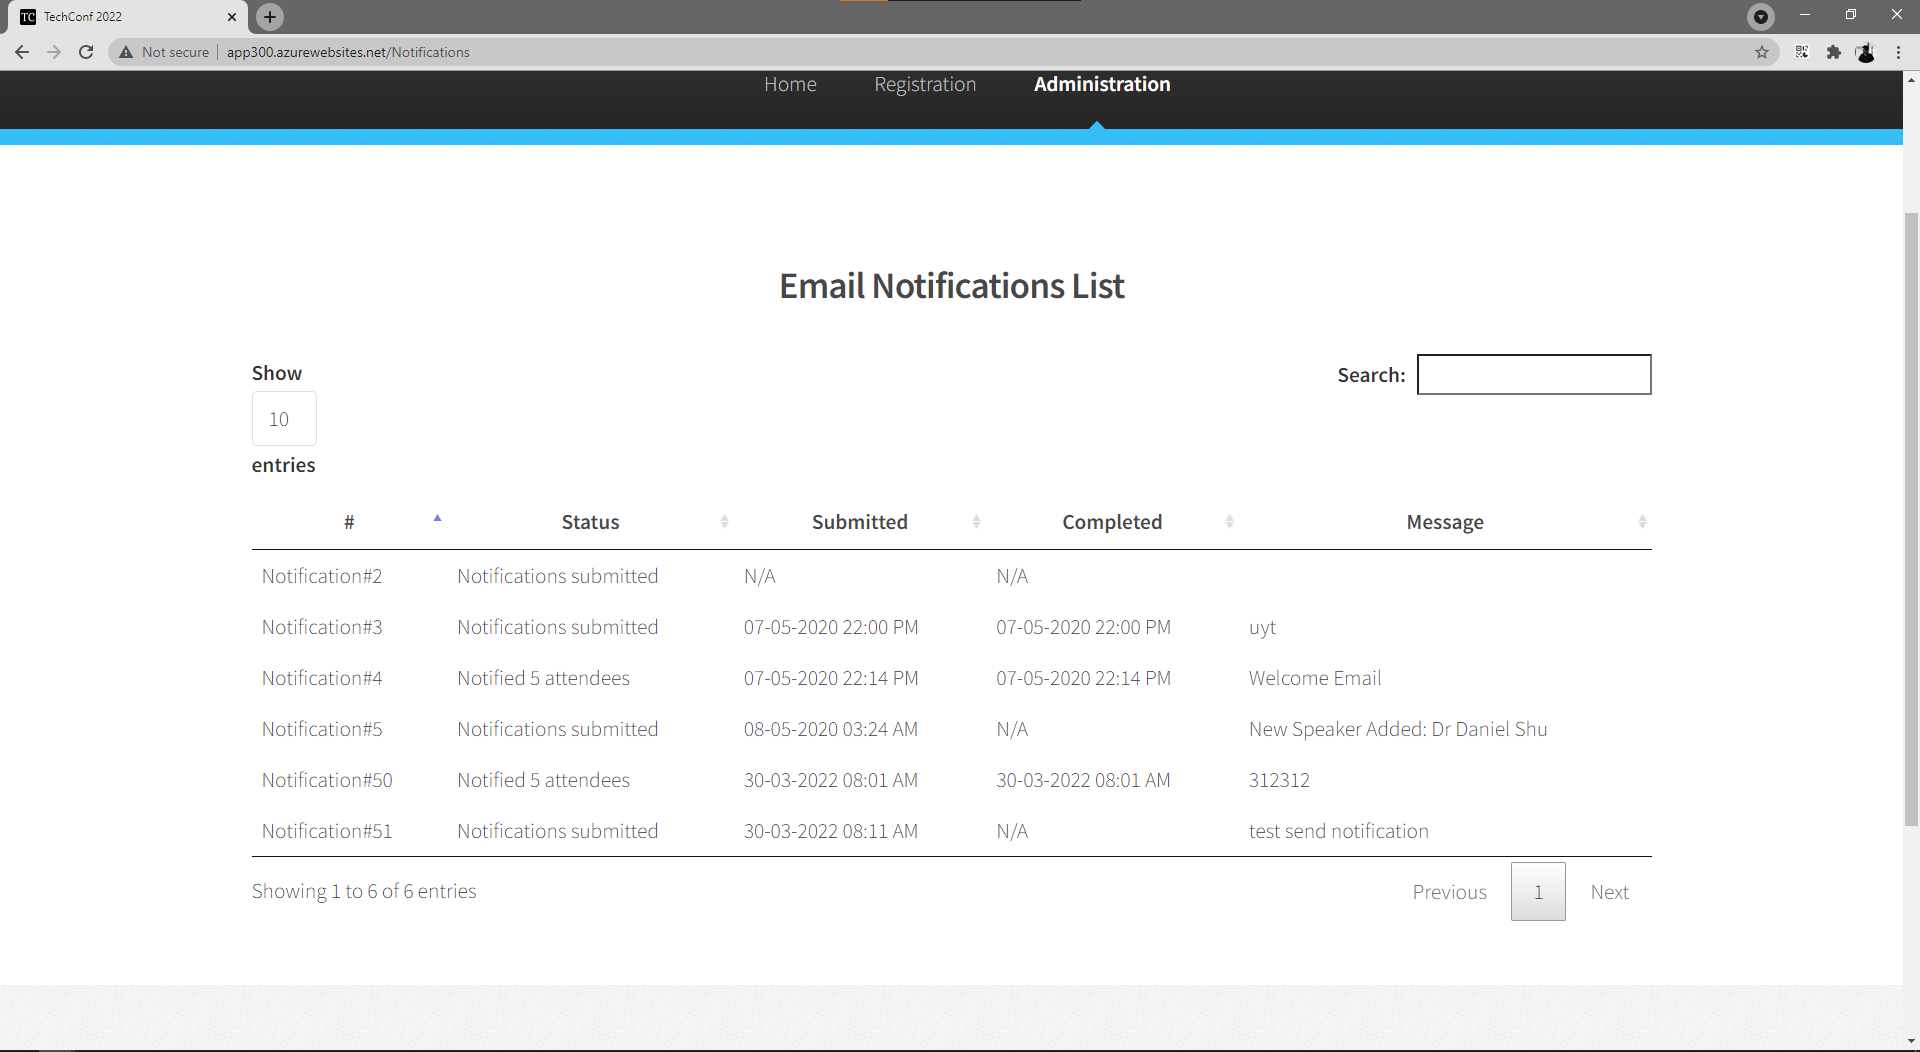 TC TechConf 2022
Not secure app300.azurewebsites.net/Notifications
Home Registration Administration
Email Notifications List
Show
10
entries
Search:
# Status Submitted Completed Message
Notification#2 Notifications submitted N/A N/A
Notification#3 Notifications submitted 07-05-2020 22:00 PM 07-05-2020 22:00 PM uyt
Notification#4 Notified 5 attendees 07-05-2020 22:14 PM 07-05-2020 22:14 PM Welcome Email
Notification#5 Notifications submitted 08-05-2020 03:24 AM N/A New Speaker Added: Dr Daniel Shu
Notification#50 Notified 5 attendees 30-03-2022 08:01 AM 30-03-2022 08:01 AM 312312
Notification#51 Notifications submitted 30-03-2022 08:11 AM N/A test send notification
Showing 1 to 6 of 6 entries
Previous 1 Next